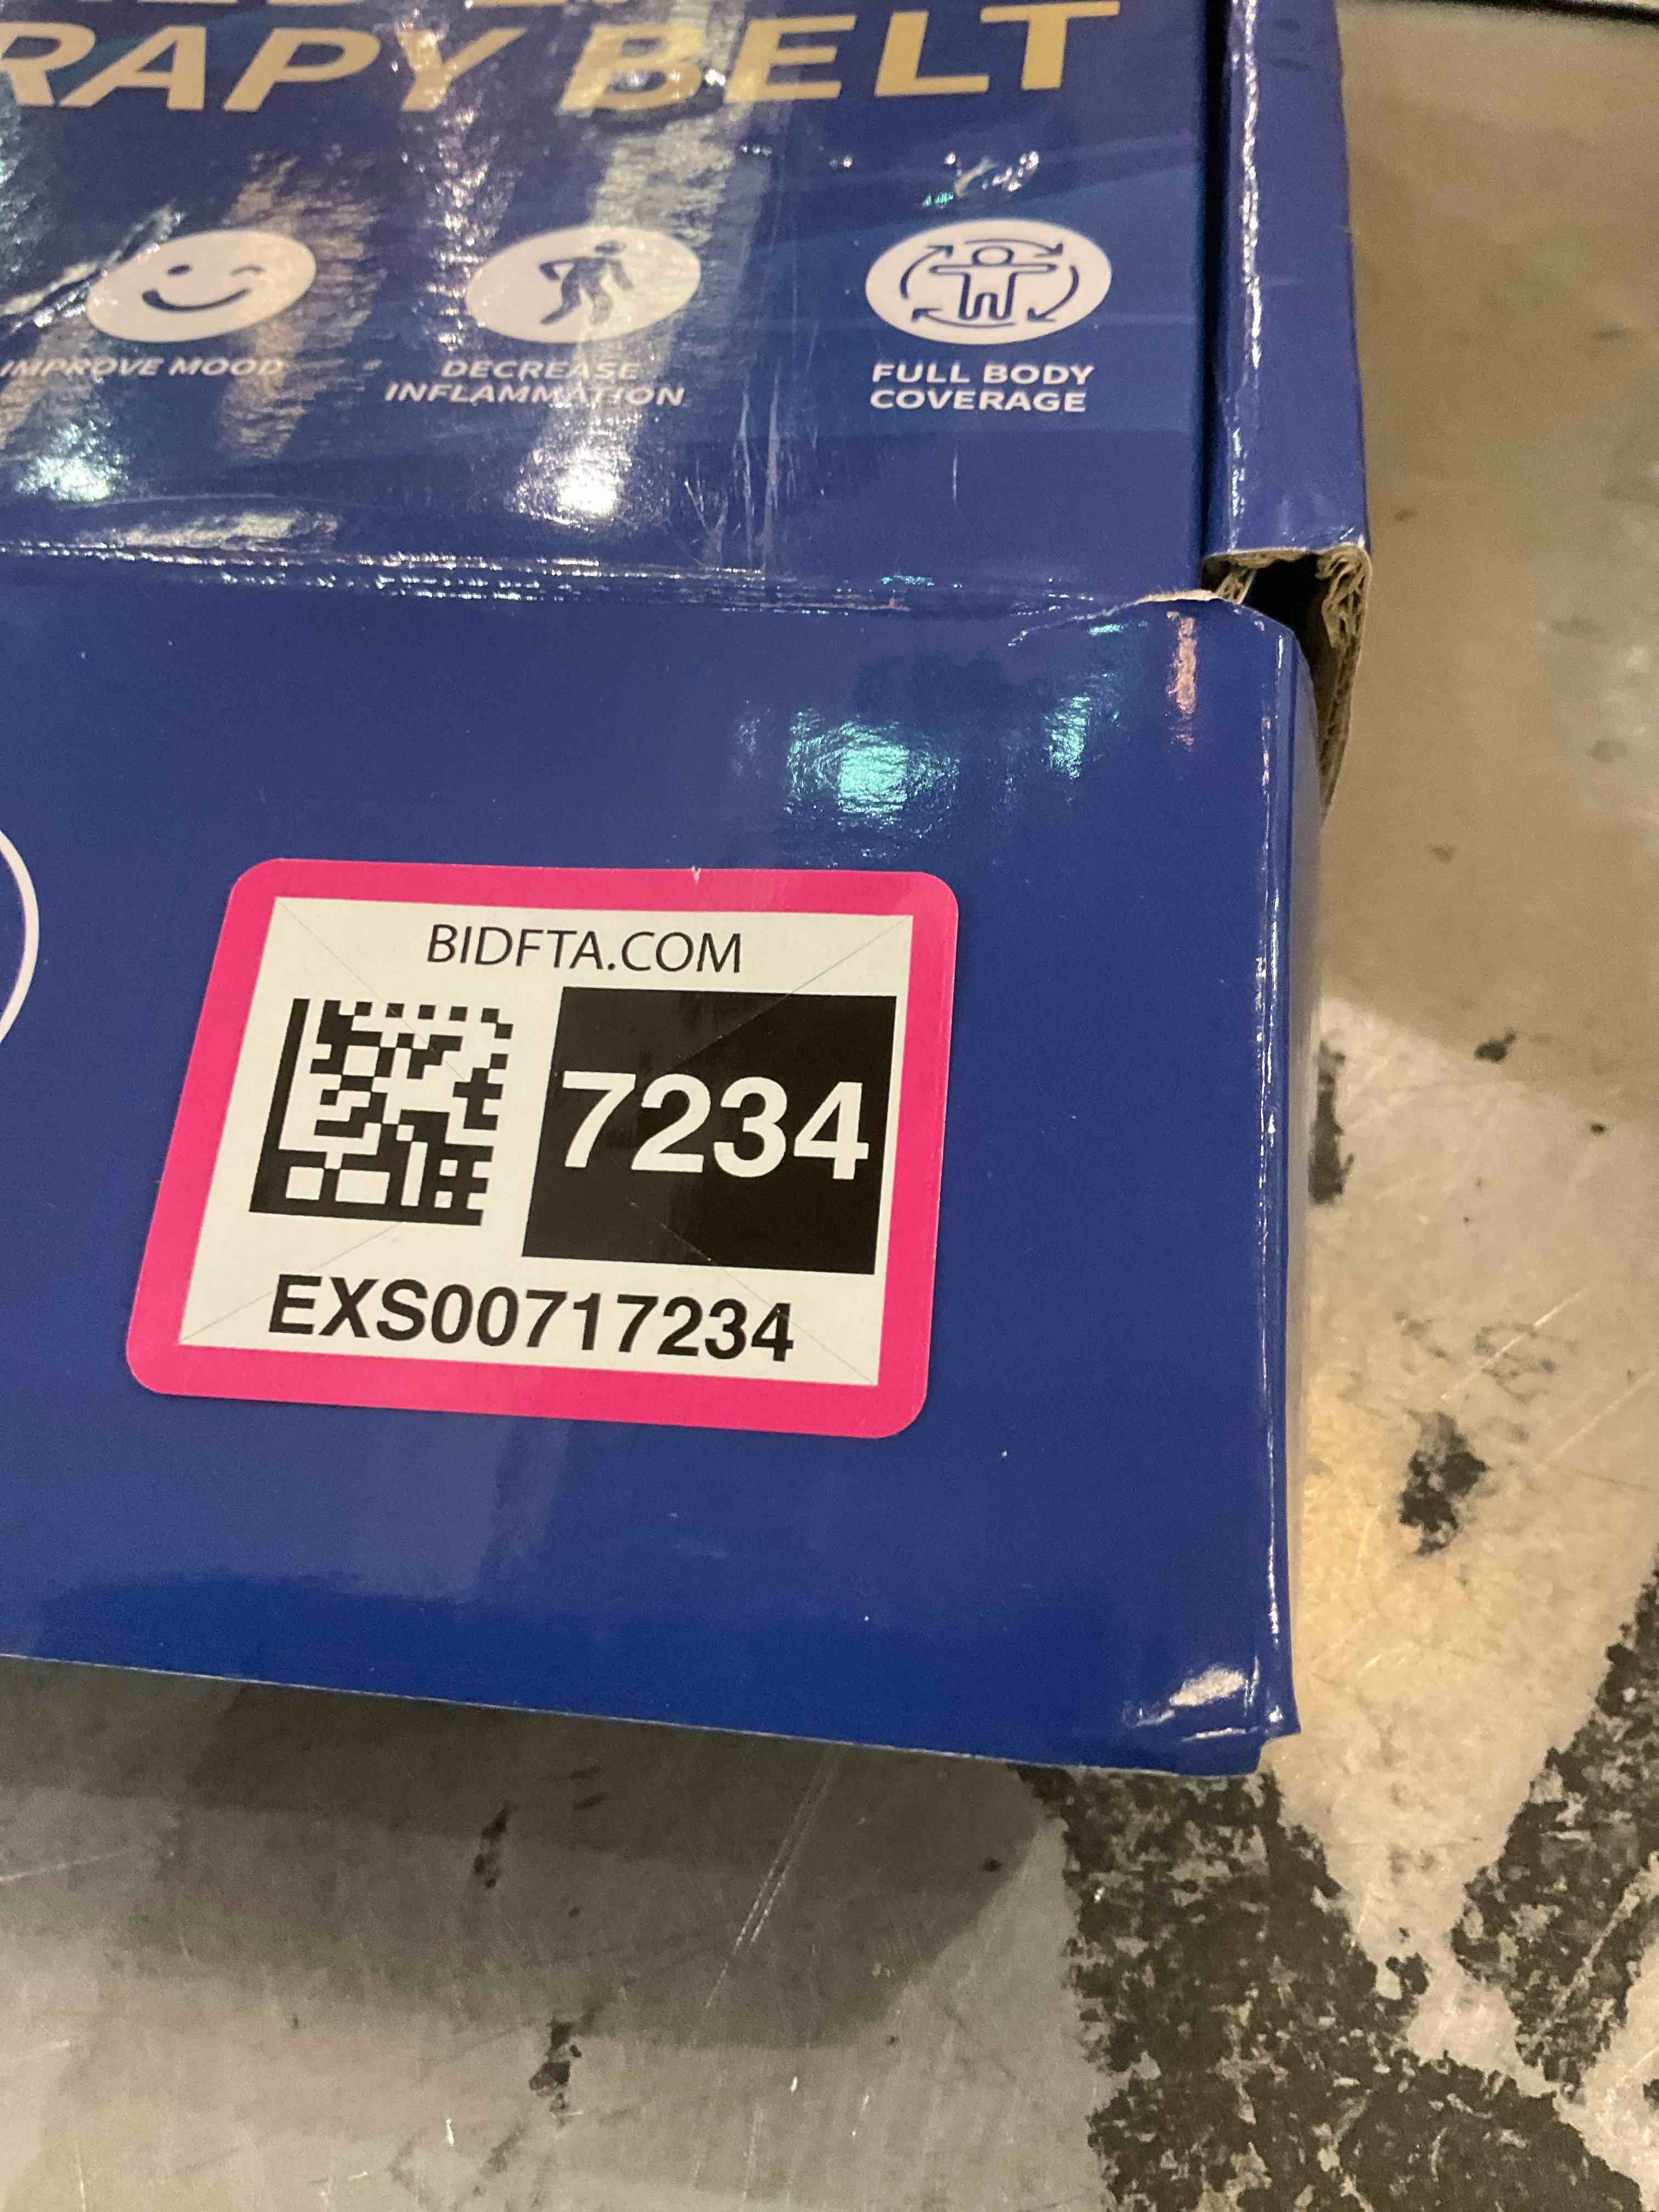 RAPY BELT
IMPROVE MOOD
DECREASE
INFLAMMATION
FULL BODY
COVERAGE
BIDFTA.COM
7234
EXS00717234